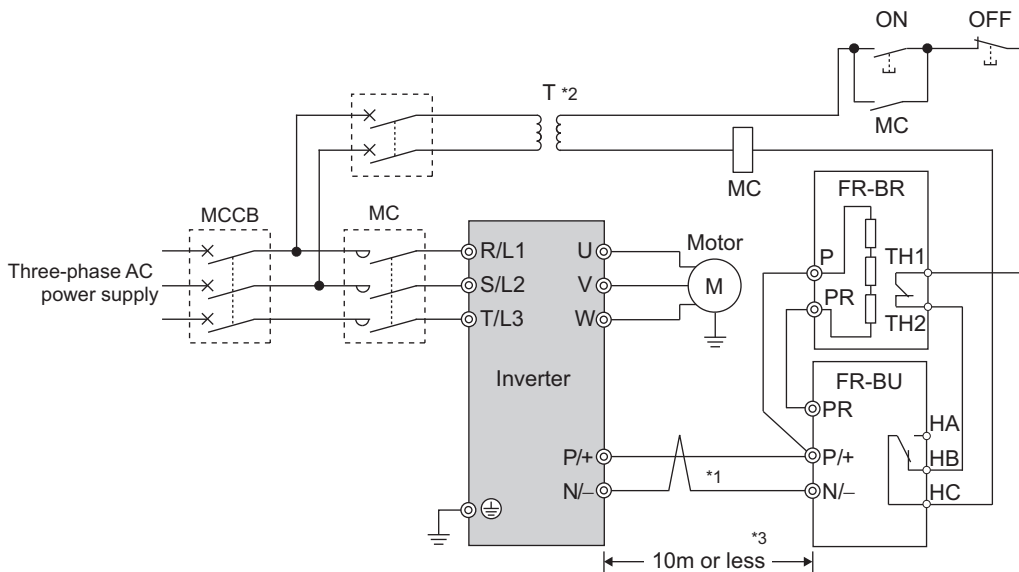 ON
OFF
T *2
MC
MC
FR-BR
MCCB
MC
R/L1
U
Motor
P
TH1
Three-phase AC
power supply
S/L2
V
M
PR
T/L3
W
TH2
Inverter
FR-BU
PR
HA
P/+
P/+
HB
*1
N/–
N/–
HC
*3
10m or less